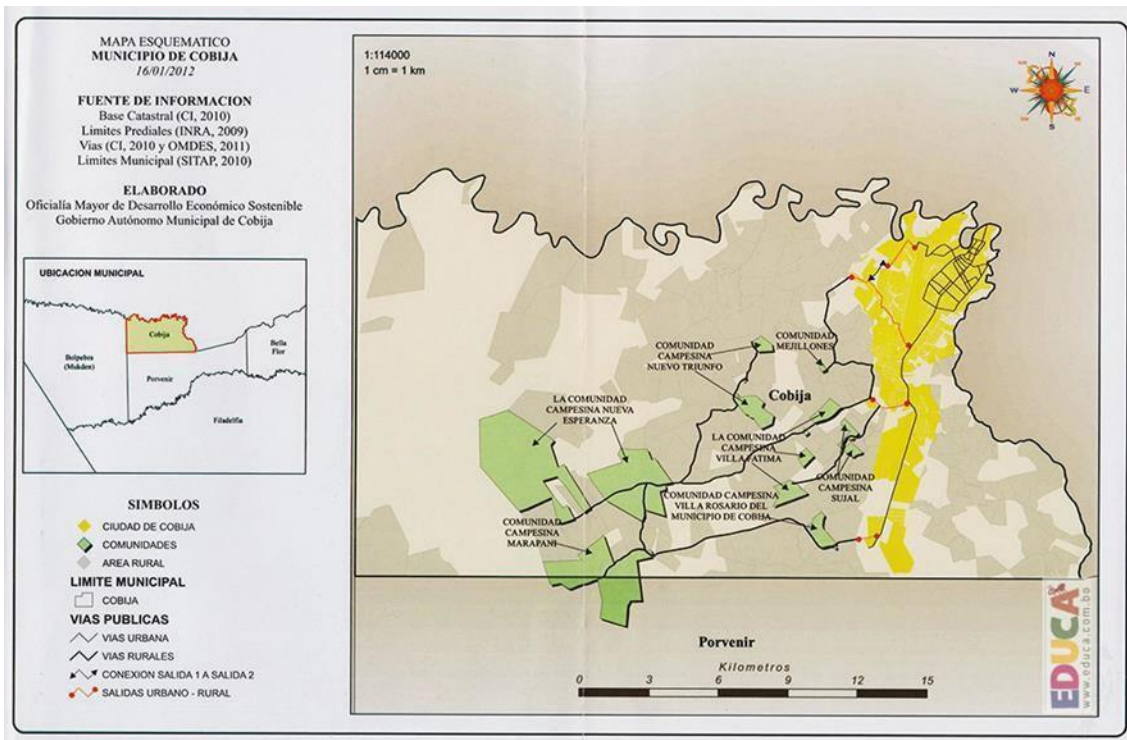 MAPA ESQUEMATICO
MUNICIPIO DE COBIJA
16/01/2012
FUENTE DE INFORMACION
Base Catastral (CI, 2010)
Limites Prediales (INRA, 2009)
Vias (CI, 2010 y OMDES, 2011)
Limites Municipal (SITAP, 2010)
ELABORADO
Oficialía Mayor de Desarrollo Económico Sostenible
Gobierno Autónomo Municipal de Cobija
UBICACION MUNICIPAL
Cobija
Bella
Flor
Bolpebra
(Mukden)
Porvenir
Filadelfia
SIMBOLOS
CIUDAD DE COBIJA
COMUNIDADES
AREA RURAL
LIMITE MUNICIPAL
COBIJA
VIAS PUBLICAS
VIAS URBANA
VIAS RURALES
CONEXION SALIDA 1 A SALIDA 2
SALIDAS URBANO - RURAL
1:114000
1 cm = 1 km
N
W
E
S
COMUNIDAD
MEJILLONES
COMUNIDAD
CAMPESINA
NUEVO TRIUNFO
Cobija
LA COMUNIDAD
CAMPESINA NUEVA
ESPERANZA
LA COMUNIDAD
CAMPESINA
VILLA FATIMA
COMUNIDAD
CAMPESINA
SUJAL
COMUNIDAD CAMPESINA
VILLA ROSARIO DEL
MUNICIPIO DE COBIJA
COMUNIDAD
CAMPESINA
MARAPANI
Porvenir
Kilometros
0 3 6 9 12 15
EDUCA
www.educa.com.bo